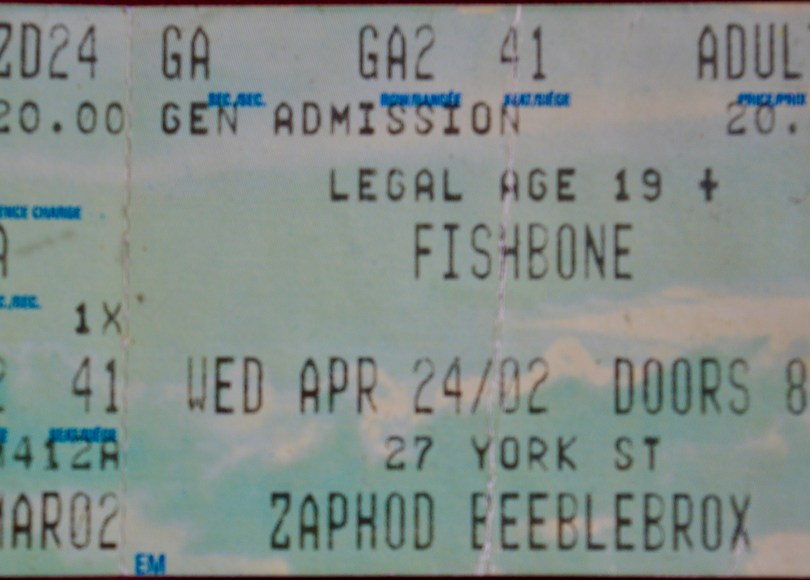 ZD24 GA GA2 41 ADUL
SEC./SEC. ROW/RANGÉE SEAT/SIÈGE PRICE/PRIX
20.00 GEN ADMISSION 20.
LEGAL AGE 19 +
FISHBONE
A
1X
41 WED APR 24/02 DOORS 8
SEAT/SIÈGE
412A 27 YORK ST
MAR02 ZAPHOD BEEBLEBROX
EM